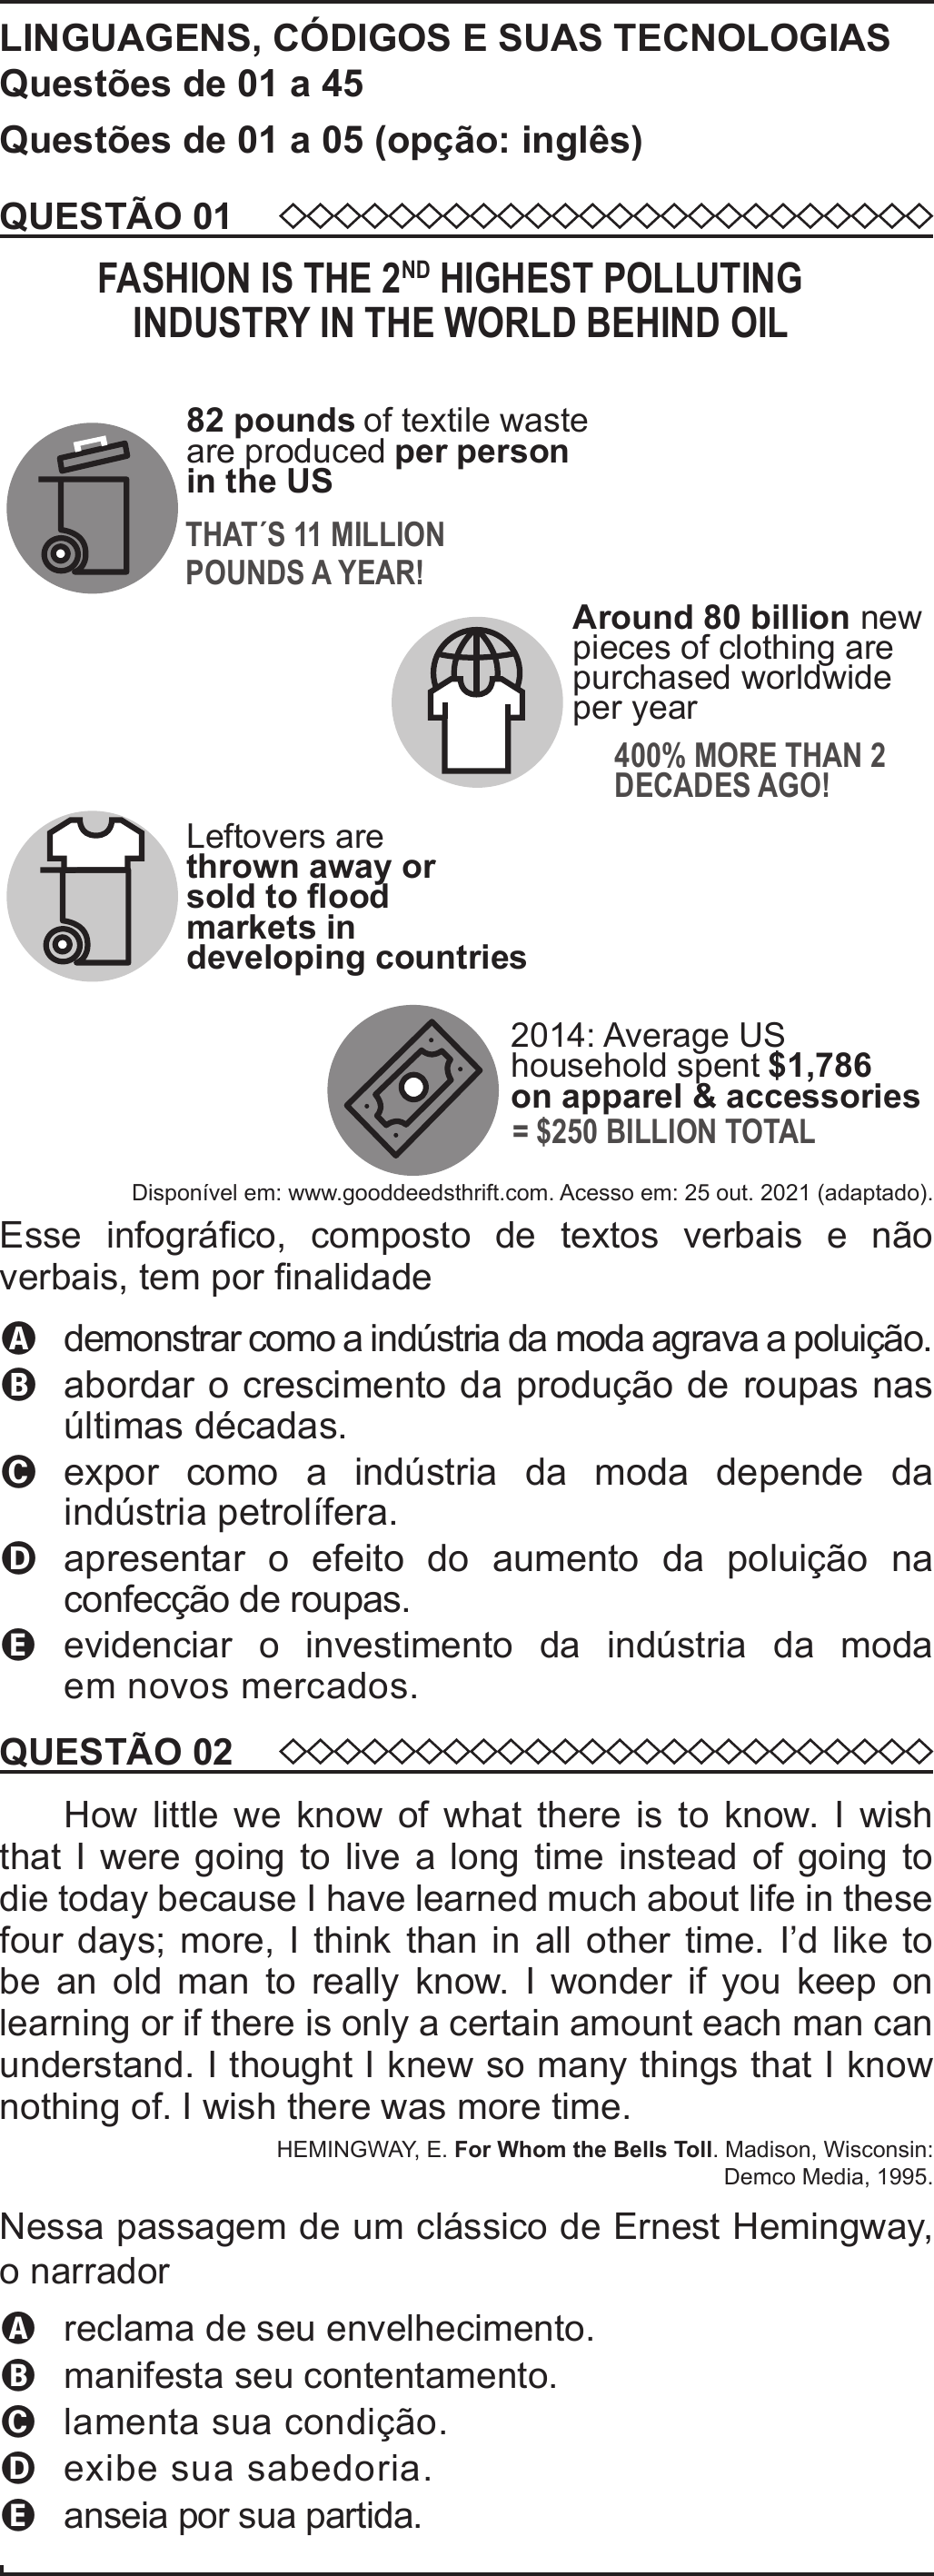 LINGUAGENS, CÓDIGOS E SUAS TECNOLOGIAS
Questões de 01 a 45
Questões de 01 a 05 (opção: inglês)
QUESTÃO 01
FASHION IS THE 2ND HIGHEST POLLUTING
INDUSTRY IN THE WORLD BEHIND OIL
82 pounds of textile waste
are produced per person
in the US
THAT´S 11 MILLION
POUNDS A YEAR!
Around 80 billion new
pieces of clothing are
purchased worldwide
per year
400% MORE THAN 2
DECADES AGO!
Leftovers are
thrown away or
sold to flood
markets in
developing countries
2014: Average US
household spent $1,786
on apparel & accessories
= $250 BILLION TOTAL
Disponível em: www.gooddeedsthrift.com. Acesso em: 25 out. 2021 (adaptado).
Esse infográfico, composto de textos verbais e não
verbais, tem por finalidade
A demonstrar como a indústria da moda agrava a poluição.
B abordar o crescimento da produção de roupas nas
últimas décadas.
C expor como a indústria da moda depende da
indústria petrolífera.
D apresentar o efeito do aumento da poluição na
confecção de roupas.
E evidenciar o investimento da indústria da moda
em novos mercados.
QUESTÃO 02
How little we know of what there is to know. I wish
that I were going to live a long time instead of going to
die today because I have learned much about life in these
four days; more, I think than in all other time. I’d like to
be an old man to really know. I wonder if you keep on
learning or if there is only a certain amount each man can
understand. I thought I knew so many things that I know
nothing of. I wish there was more time.
HEMINGWAY, E. For Whom the Bells Toll. Madison, Wisconsin:
Demco Media, 1995.
Nessa passagem de um clássico de Ernest Hemingway,
o narrador
A reclama de seu envelhecimento.
B manifesta seu contentamento.
C lamenta sua condição.
D exibe sua sabedoria.
E anseia por sua partida.